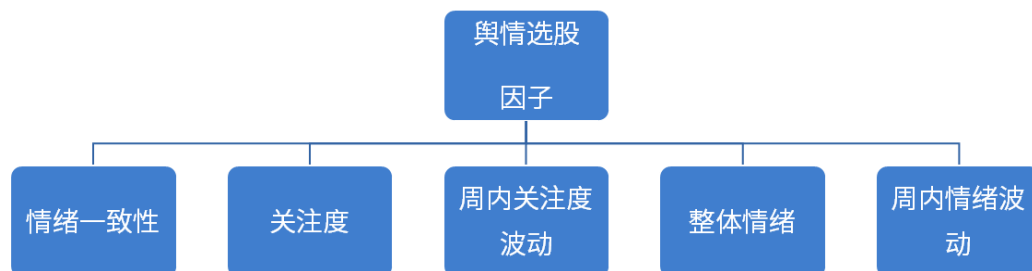 舆情选股
因子
情绪一致性
关注度
周内关注度
波动
整体情绪
周内情绪波
动